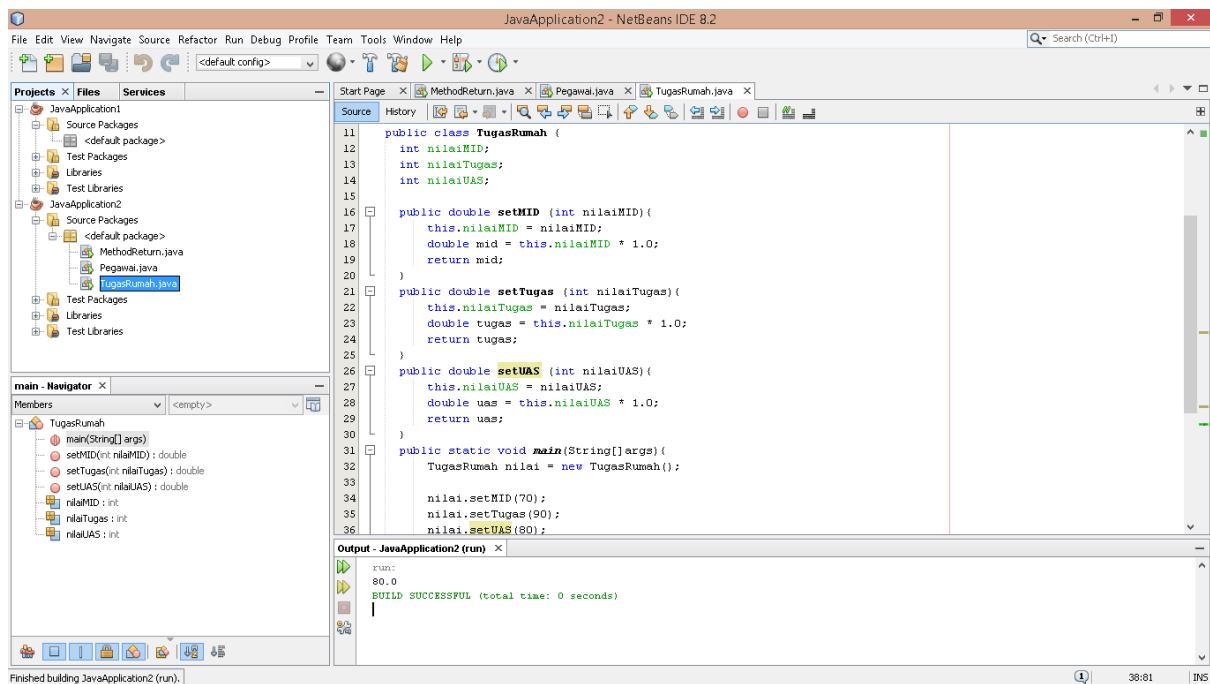 JavaApplication2 - NetBeans IDE 8.2
File Edit View Navigate Source Refactor Run Debug Profile Team Tools Window Help
Search (Ctrl+I)
<default config>
Projects Files Services
JavaApplication1
Source Packages
<default package>
Test Packages
Libraries
Test Libraries
JavaApplication2
Source Packages
<default package>
MethodReturn.java
Pegawai.java
TugasRumah.java
Test Packages
Libraries
Test Libraries
main - Navigator
Members <empty>
TugasRumah
main(String[] args)
setMID(int nilaiMID) : double
setTugas(int nilaiTugas) : double
setUAS(int nilaiUAS) : double
nilaiMID : int
nilaiTugas : int
nilaiUAS : int
Start Page MethodReturn.java Pegawai.java TugasRumah.java
Source History
11 public class TugasRumah {
12 int nilaiMID;
13 int nilaiTugas;
14 int nilaiUAS;
15
16 public double setMID (int nilaiMID){
17 this.nilaiMID = nilaiMID;
18 double mid = this.nilaiMID * 1.0;
19 return mid;
20 }
21 public double setTugas (int nilaiTugas){
22 this.nilaiTugas = nilaiTugas;
23 double tugas = this.nilaiTugas * 1.0;
24 return tugas;
25 }
26 public double setUAS (int nilaiUAS){
27 this.nilaiUAS = nilaiUAS;
28 double uas = this.nilaiUAS * 1.0;
29 return uas;
30 }
31 public static void main(String[]args){
32 TugasRumah nilai = new TugasRumah();
33
34 nilai.setMID(70);
35 nilai.setTugas(90);
36 nilai.setUAS(80);
Output - JavaApplication2 (run)
run:
80.0
BUILD SUCCESSFUL (total time: 0 seconds)
Finished building JavaApplication2 (run).
1 38:81 INS